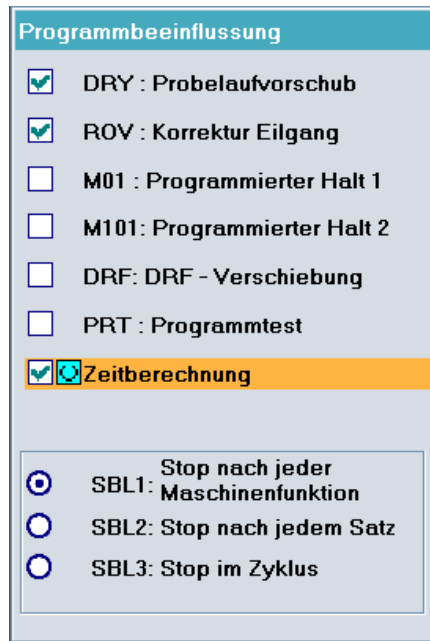 Programmbeeinflussung
DRY : Probelaufvorschub
ROV : Korrektur Eilgang
M01 : Programmierter Halt 1
M101: Programmierter Halt 2
DRF: DRF - Verschiebung
PRT : Programmtest
Zeitberechnung
SBL1: Stop nach jeder
Maschinenfunktion
SBL2: Stop nach jedem Satz
SBL3: Stop im Zyklus